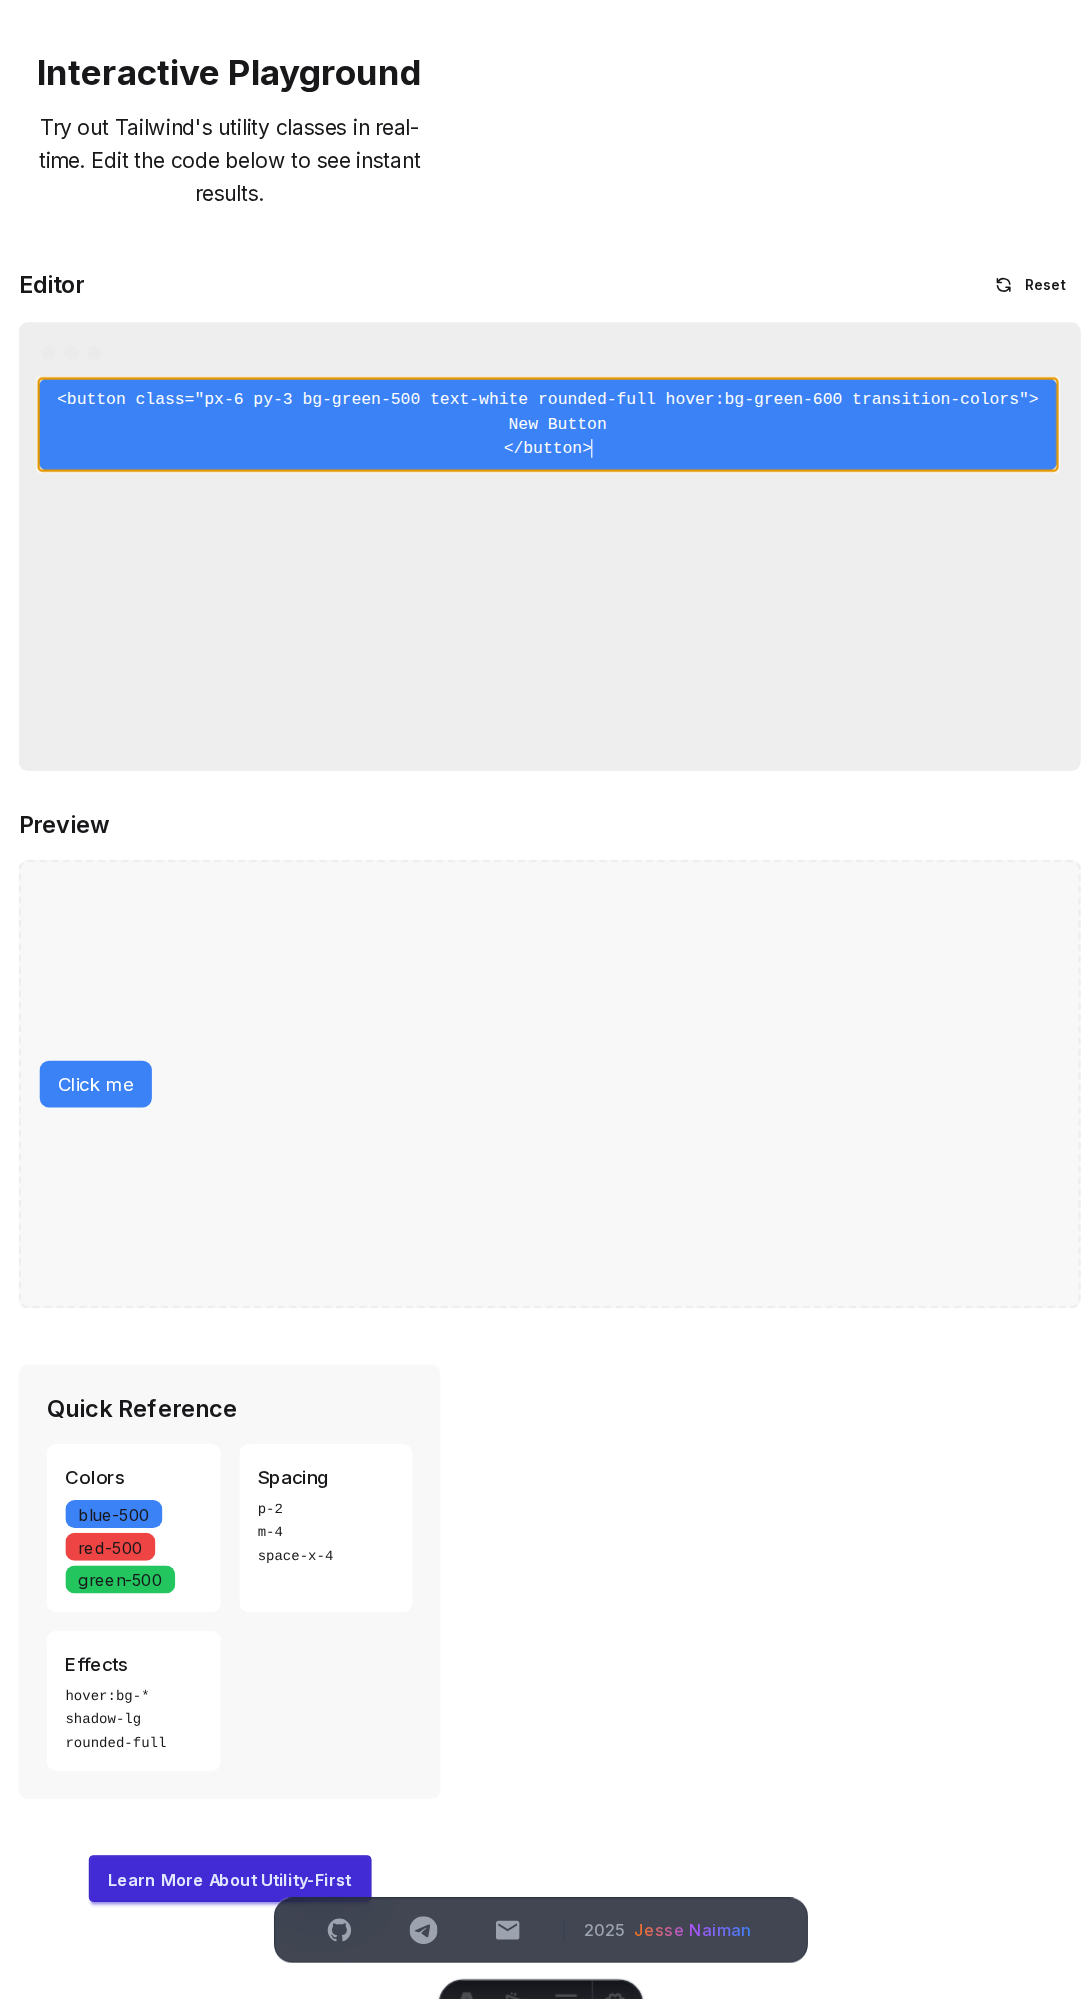 Interactive Playground
Try out Tailwind's utility classes in real-
time. Edit the code below to see instant
results.
Editor
Reset
<button class="px-6 py-3 bg-green-500 text-white rounded-full hover:bg-green-600 transition-colors">
New Button
</button>
Preview
Click me
Quick Reference
Colors
blue-500
red-500
green-500
Spacing
p-2
m-4
space-x-4
Effects
hover:bg-*
shadow-lg
rounded-full
Learn More About Utility-First
2025 Jesse Naiman